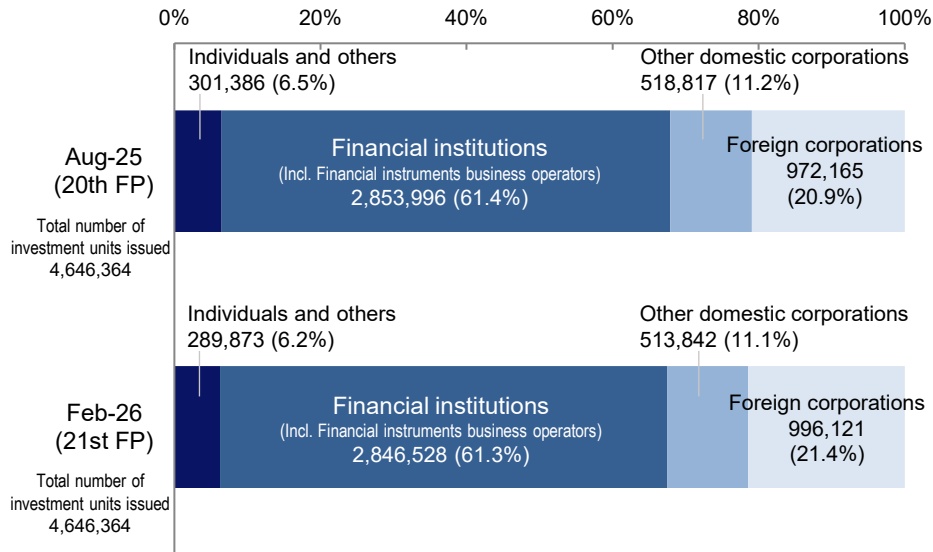 0% 20% 40% 60% 80% 100%
Individuals and others
301,386 (6.5%)
Other domestic corporations
518,817 (11.2%)
Aug-25
(20th FP)
Total number of
investment units issued
4,646,364
Financial institutions
(Incl. Financial instruments business operators)
2,853,996 (61.4%)
Foreign corporations
972,165
(20.9%)
Individuals and others
289,873 (6.2%)
Other domestic corporations
513,842 (11.1%)
Feb-26
(21st FP)
Total number of
investment units issued
4,646,364
Financial institutions
(Incl. Financial instruments business operators)
2,846,528 (61.3%)
Foreign corporations
996,121
(21.4%)